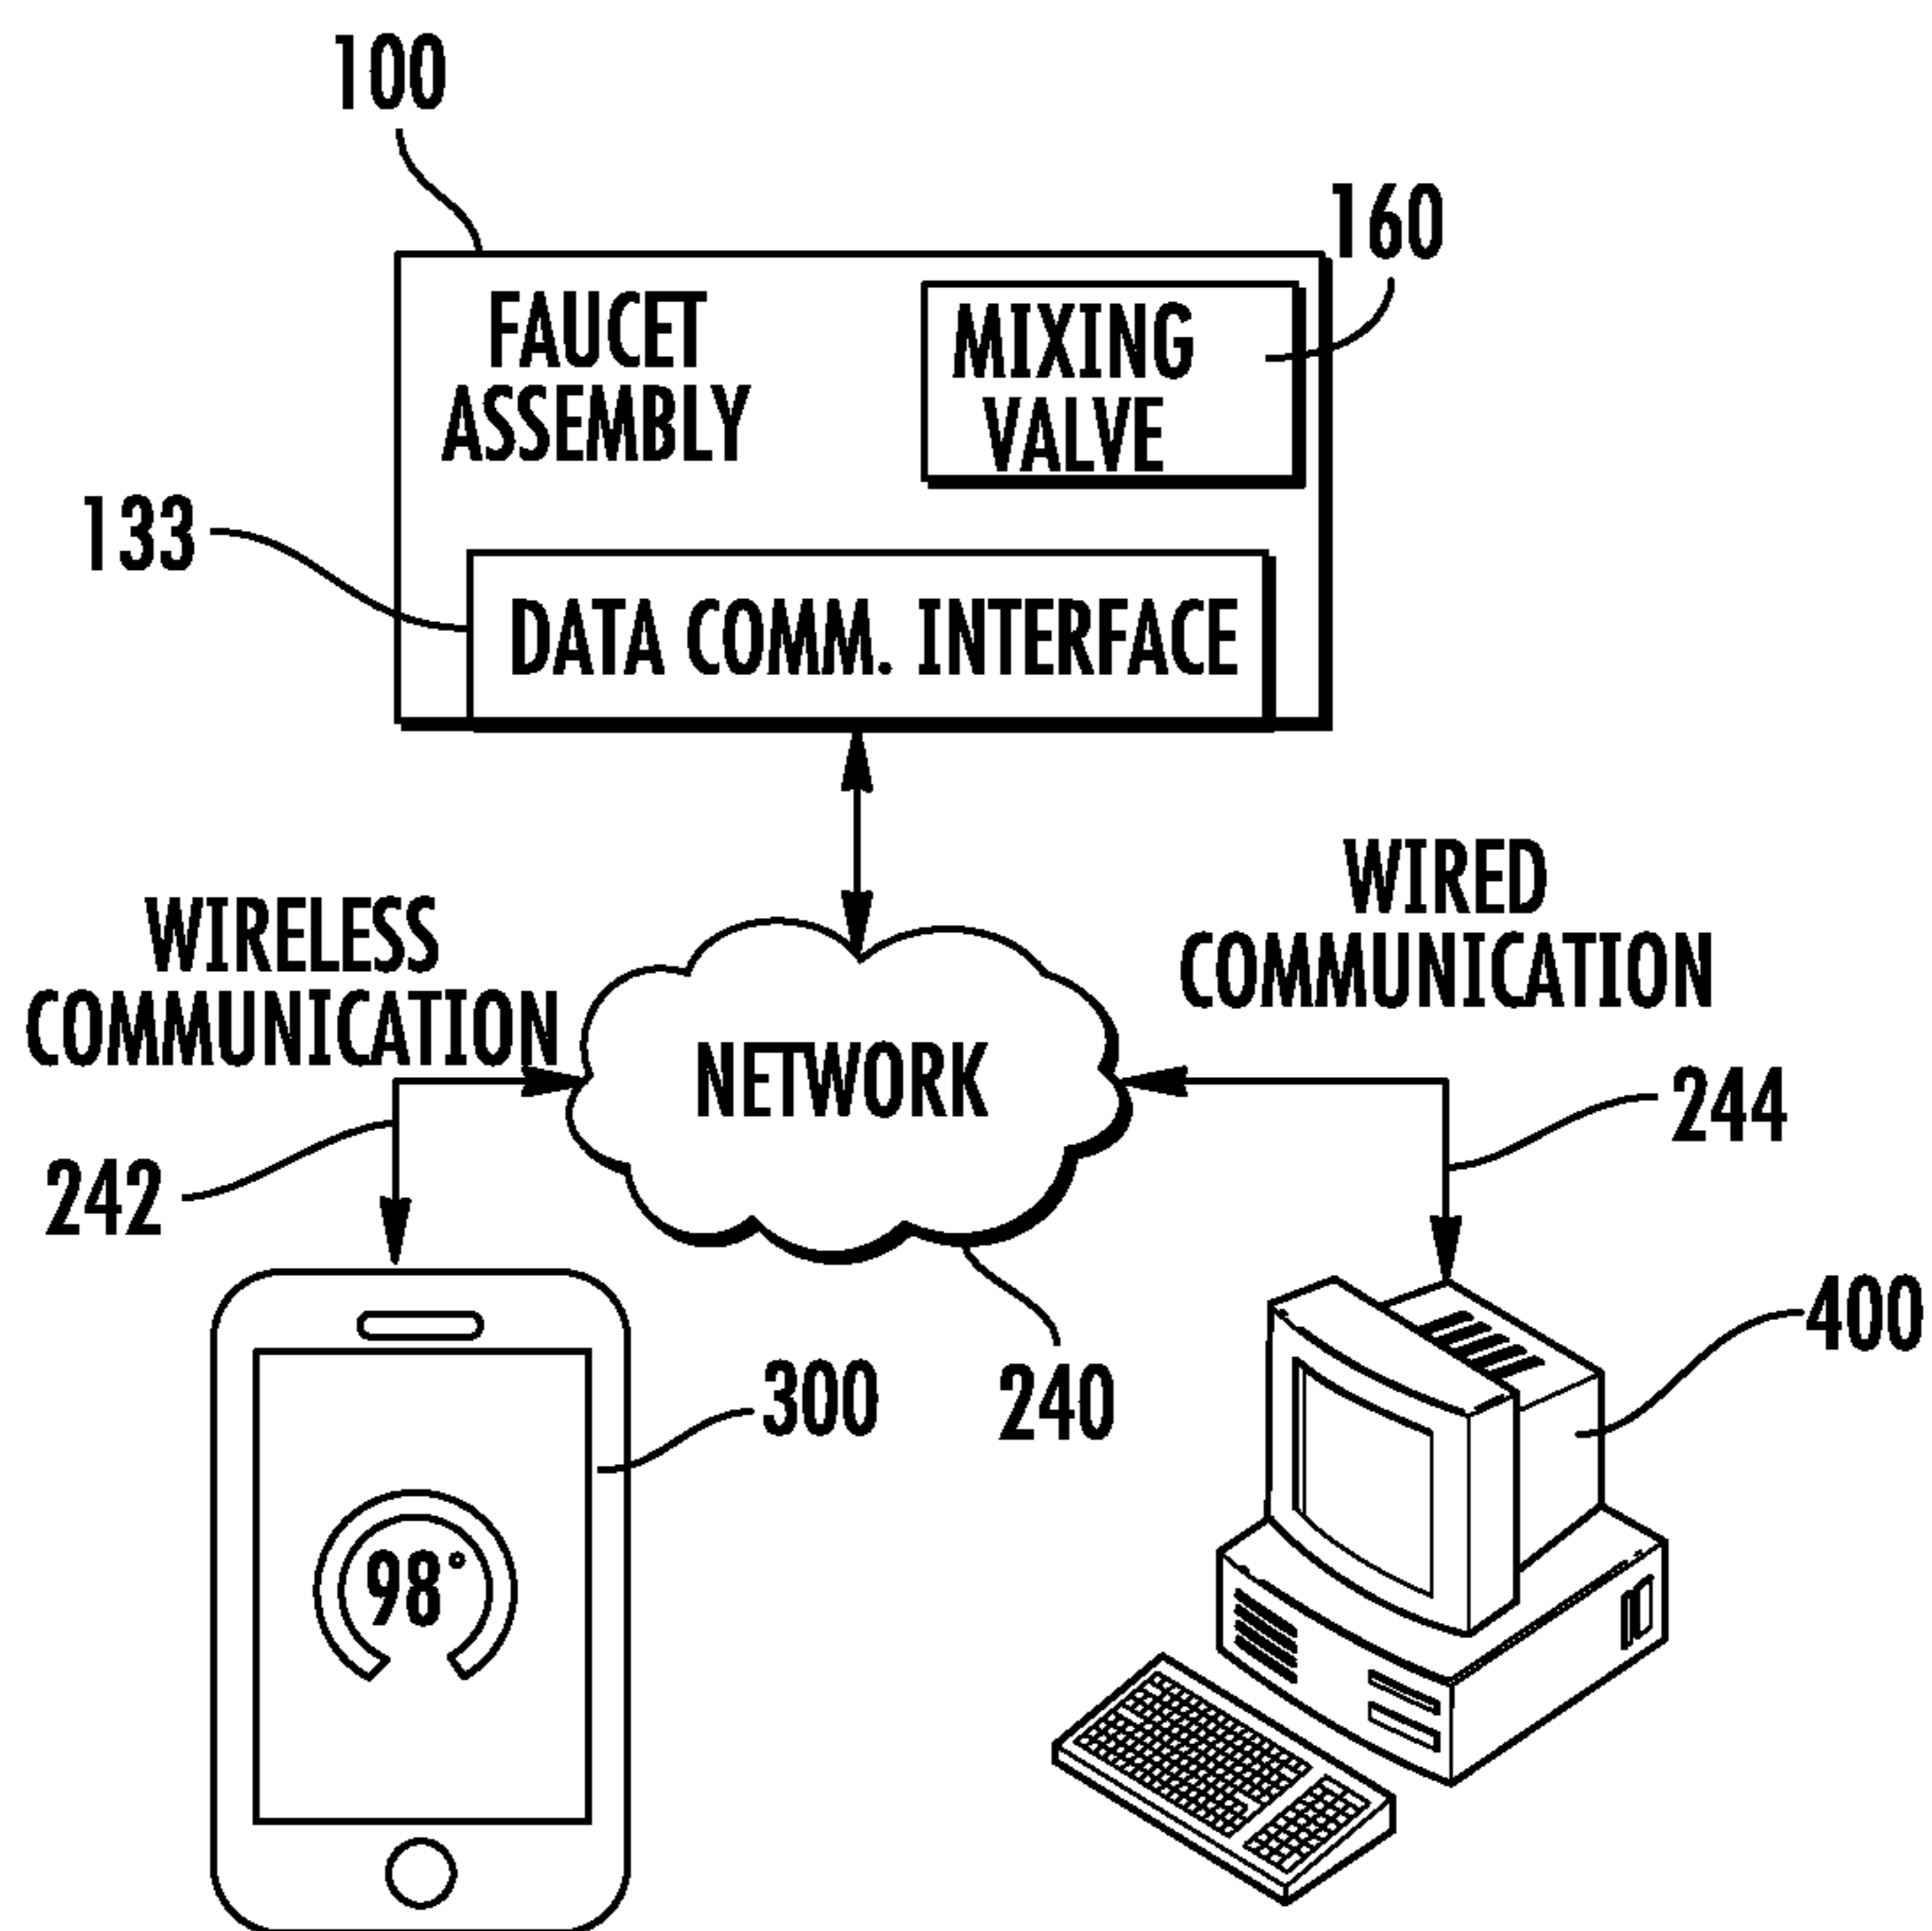 100
160
FAUCET
ASSEMBLY
MIXING
VALVE
133
DATA COMM. INTERFACE
WIRELESS
COMMUNICATION
WIRED
COMMUNICATION
NETWORK
242
244
300
240
400
98°